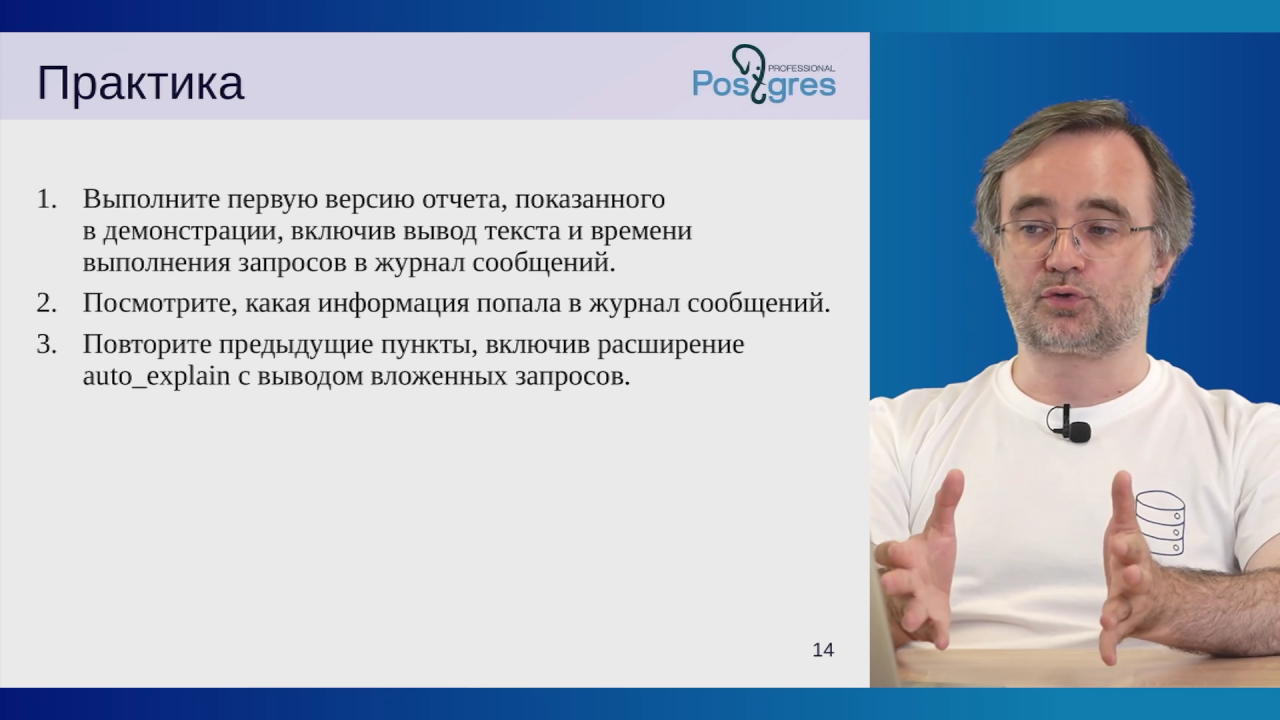 Практика
PROFESSIONAL
Postgres
1. Выполните первую версию отчета, показанного
в демонстрации, включив вывод текста и времени
выполнения запросов в журнал сообщений.
2. Посмотрите, какая информация попала в журнал сообщений.
3. Повторите предыдущие пункты, включив расширение
auto_explain с выводом вложенных запросов.
14